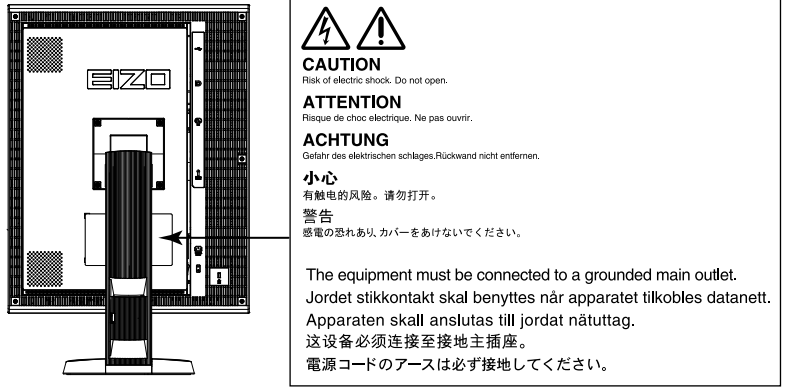 EIZO
CAUTION
Risk of electric shock. Do not open.
ATTENTION
Risque de choc electrique. Ne pas ouvrir.
ACHTUNG
Gefahr des elektrischen schlages.Rückwand nicht entfernen.
小心
有触电的风险。请勿打开。
警告
感電の恐れあり、カバーをあけないでください。
The equipment must be connected to a grounded main outlet.
Jordet stikkontakt skal benyttes når apparatet tilkobles datanett.
Apparaten skall anslutas till jordat nätuttag.
这设备必须连接至接地主插座。
電源コードのアースは必ず接地してください。